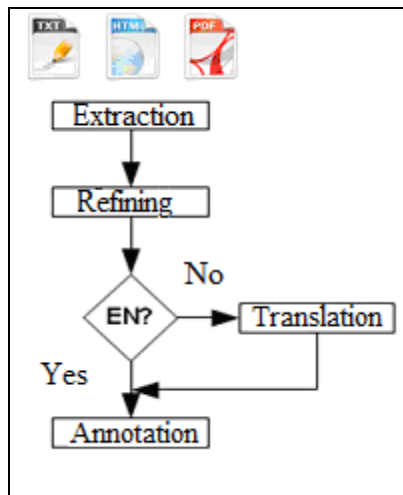 TXT HTML PDF
Extraction
Refining
No
EN?
Translation
Yes
Annotation